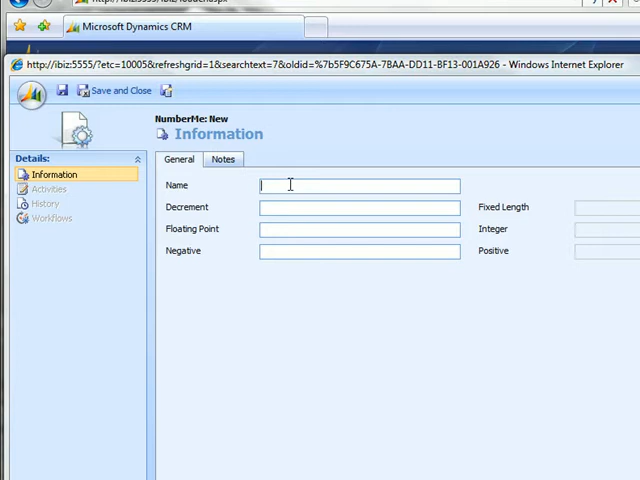 Microsoft Dynamics CRM
http://ibiz:5555/?etc=10005&refreshgrid=1&searchtext=7&oldid=%7b5F9C675A-7BAA-DD11-BF13-001A926 - Windows Internet Explorer
Save and Close
NumberMe: New
Information
Details:
Information
Activities
History
Workflows
General Notes
Name
Decrement Fixed Length
Floating Point Integer
Negative Positive